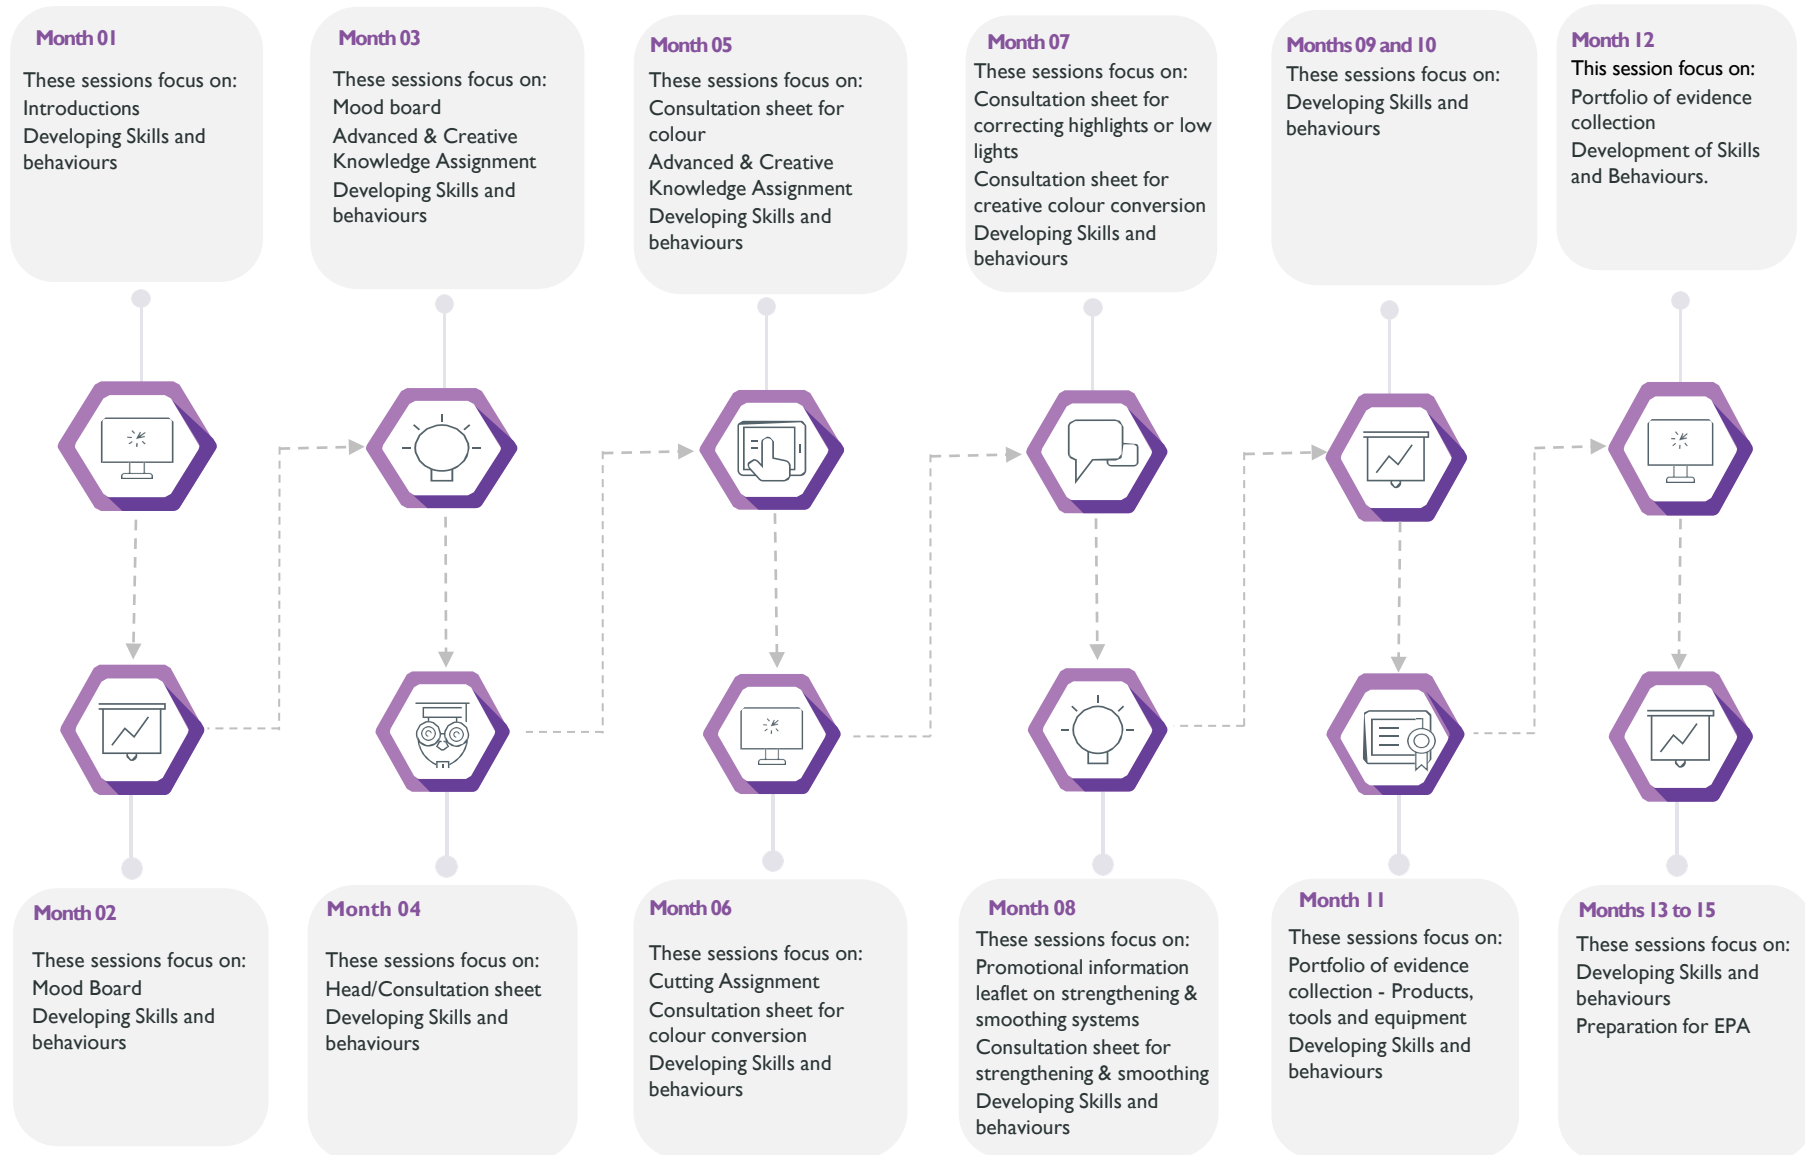 Month 01
These sessions focus on:
Introductions
Developing Skills and
behaviours
Month 03
These sessions focus on:
Mood board
Advanced & Creative
Knowledge Assignment
Developing Skills and
behaviours
Month 05
These sessions focus on:
Consultation sheet for
colour
Advanced & Creative
Knowledge Assignment
Developing Skills and
behaviours
Month 07
These sessions focus on:
Consultation sheet for
correcting highlights or low
lights
Consultation sheet for
creative colour conversion
Developing Skills and
behaviours
Months 09 and 10
These sessions focus on:
Developing Skills and
behaviours
Month 12
This session focus on:
Portfolio of evidence
collection
Development of Skills
and Behaviours.
Month 02
These sessions focus on:
Mood Board
Developing Skills and
behaviours
Month 04
These sessions focus on:
Head/Consultation sheet
Developing Skills and
behaviours
Month 06
These sessions focus on:
Cutting Assignment
Consultation sheet for
colour conversion
Developing Skills and
behaviours
Month 08
These sessions focus on:
Promotional information
leaflet on strengthening &
smoothing systems
Consultation sheet for
strengthening & smoothing
Developing Skills and
behaviours
Month 11
These sessions focus on:
Portfolio of evidence
collection - Products,
tools and equipment
Developing Skills and
behaviours
Months 13 to 15
These sessions focus on:
Developing Skills and
behaviours
Preparation for EPA